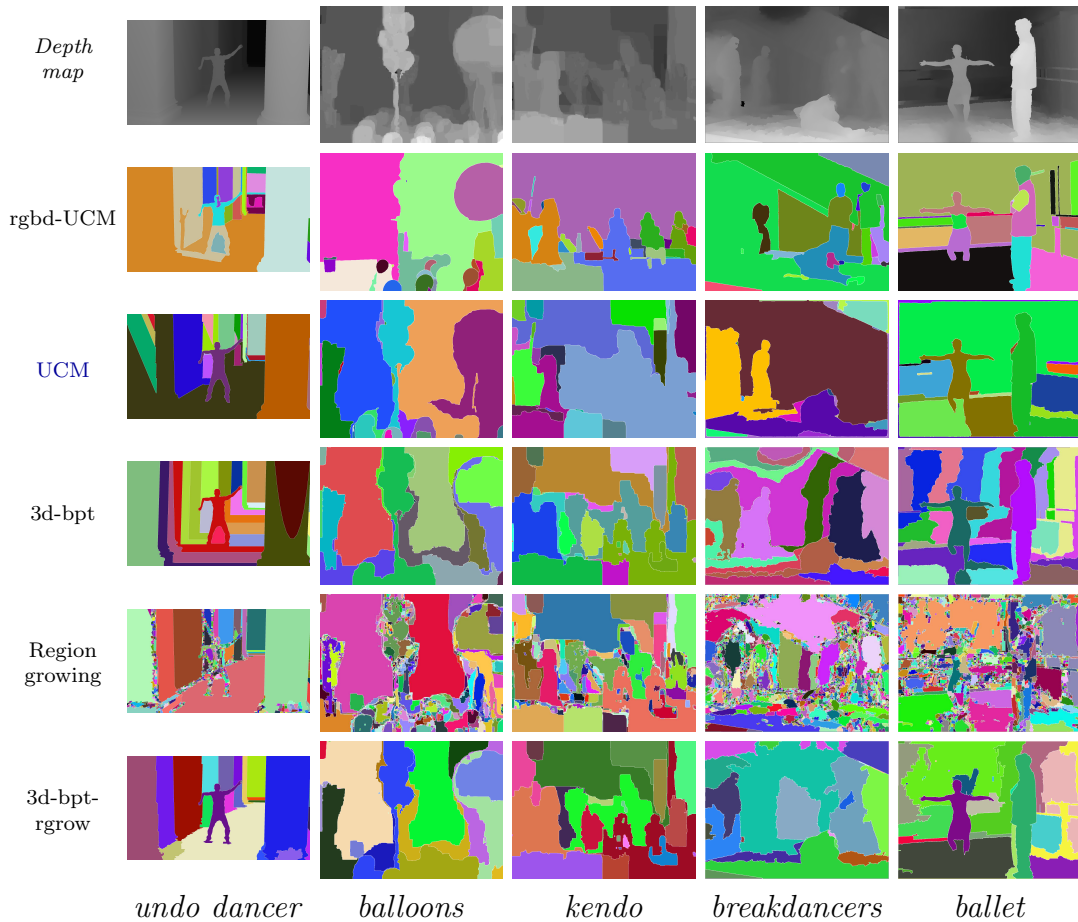 Depth
map
rgbd-UCM
UCM
3d-bpt
Region
growing
3d-bpt-
rgrow
undo dancer balloons kendo breakdancers ballet